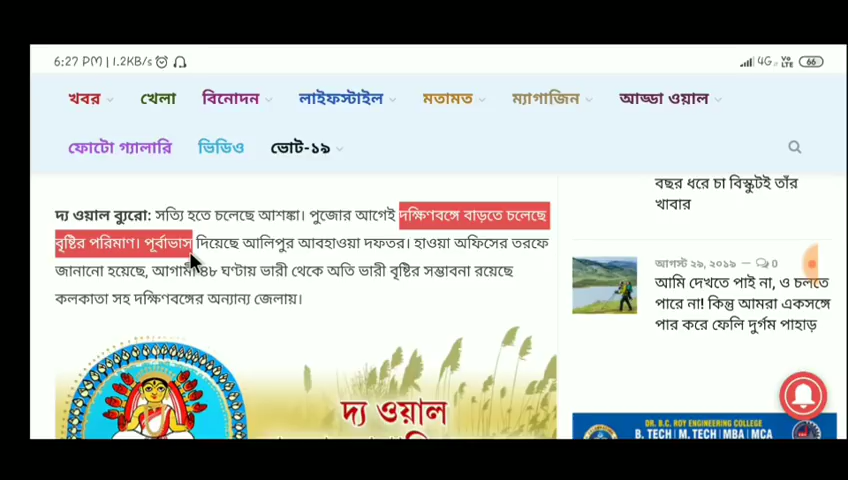 6:27 PM | 1.2KB/s
4G Vo LTE 66
খবর খেলা বিনোদন লাইফস্টাইল মতামত ম্যাগাজিন আড্ডা ওয়াল
ফোটো গ্যালারি ভিডিও ভোট-১৯
দ্য ওয়াল ব্যুরো: সত্যি হতে চলেছে আশঙ্কা। পুজোর আগেই দক্ষিণবঙ্গে বাড়তে চলেছে
বৃষ্টির পরিমাণ। পূর্বাভাস দিয়েছে আলিপুর আবহাওয়া দফতর। হাওয়া অফিসের তরফে
জানানো হয়েছে, আগামী ৪৮ ঘণ্টায় ভারী থেকে অতি ভারী বৃষ্টির সম্ভাবনা রয়েছে
কলকাতা সহ দক্ষিণবঙ্গের অন্যান্য জেলায়।
দ্য ওয়াল
বছর ধরে চা বিস্কুটই তাঁর
খাবার
আগস্ট ২৯, ২০১৯ — 0
আমি দেখতে পাই না, ও চলতে
পারে না! কিন্তু আমরা একসঙ্গে
পার করে ফেলি দুর্গম পাহাড়
DR. B.C. ROY ENGINEERING COLLEGE
B. TECH | M. TECH | MBA | MCA